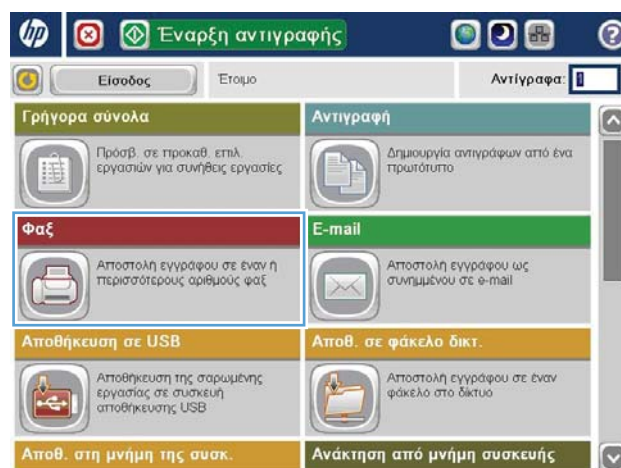 hp
Έναρξη αντιγραφής
?
Είσοδος
Έτοιμο
Αντίγραφα: 1
Γρήγορα σύνολα
Αντιγραφή
Πρόσβ. σε προκαθ. επιλ.
εργασιών για συνήθεις εργασίες
Δημιουργία αντιγράφων από ένα
πρωτότυπο
Φαξ
E-mail
Αποστολή εγγράφου σε έναν ή
περισσότερους αριθμούς φαξ
Αποστολή εγγράφου ως
συνημμένου σε e-mail
Αποθήκευση σε USB
Αποθ. σε φάκελο δικτ.
Αποθήκευση της σαρωμένης
εργασίας σε συσκευή
αποθήκευσης USB
Αποστολή εγγράφου σε έναν
φάκελο στο δίκτυο
Αποθ. στη μνήμη της συσκ.
Ανάκτηση από μνήμη συσκευής